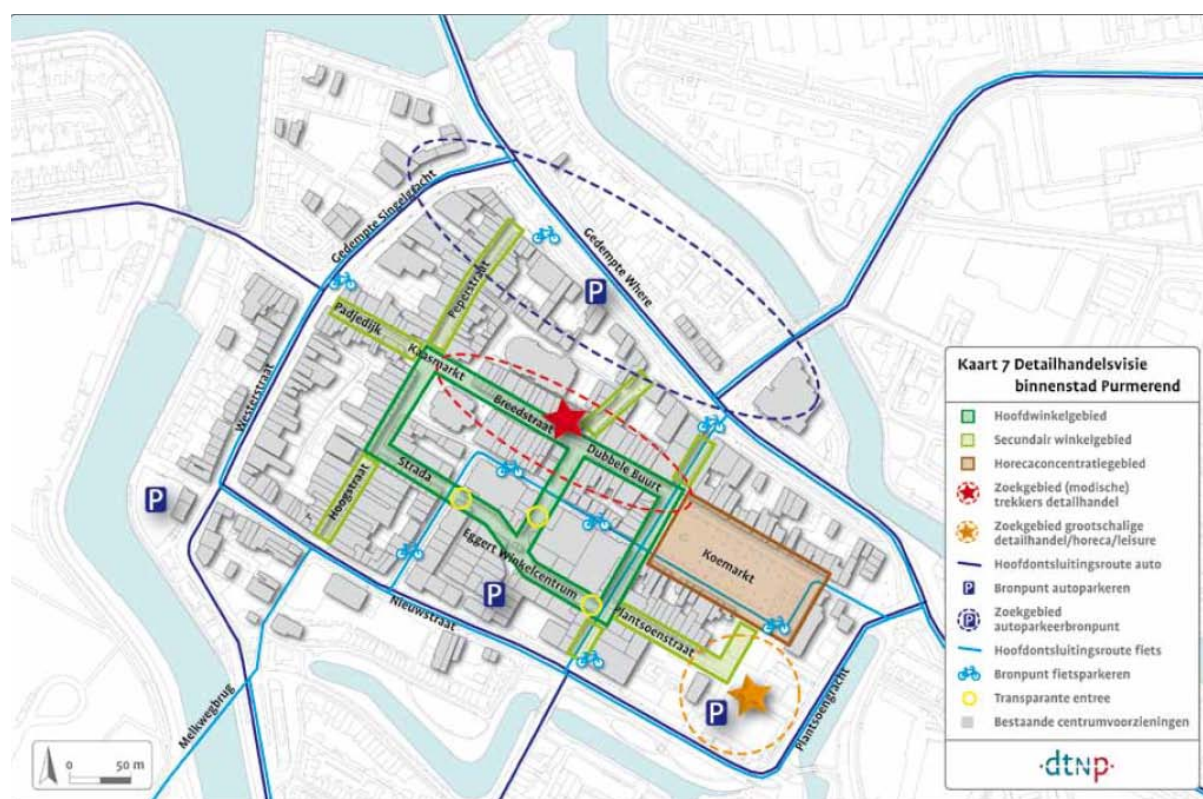 Gedempte Singelgracht
Gedempte Where
Peperstraat
Padjedijk
Kaasmarkt
Westerstraat
Breedstraat
Dubbele Buurt
Strada
Hoogstraat
Eggert Winkelcentrum
Koemarkt
Nieuwstraat
Plantsoenstraat
Plantsoengracht
Melkwegbrug
P
P
P
P
0 50 m
Kaart 7 Detailhandelsvisie
binnenstad Purmerend
Hoofdwinkelgebied
Secundair winkelgebied
Horecaconcentratiegebied
Zoekgebied (modische)
trekkers detailhandel
Zoekgebied grootschalige
detailhandel/horeca/leisure
Hoofdontsluitingsroute auto
P Bronpunt autoparkeren
P Zoekgebied
autoparkeerbronpunt
Hoofdontsluitingsroute fiets
Bronpunt fietsparkeren
Transparante entree
Bestaande centrumvoorzieningen
·dtnp·